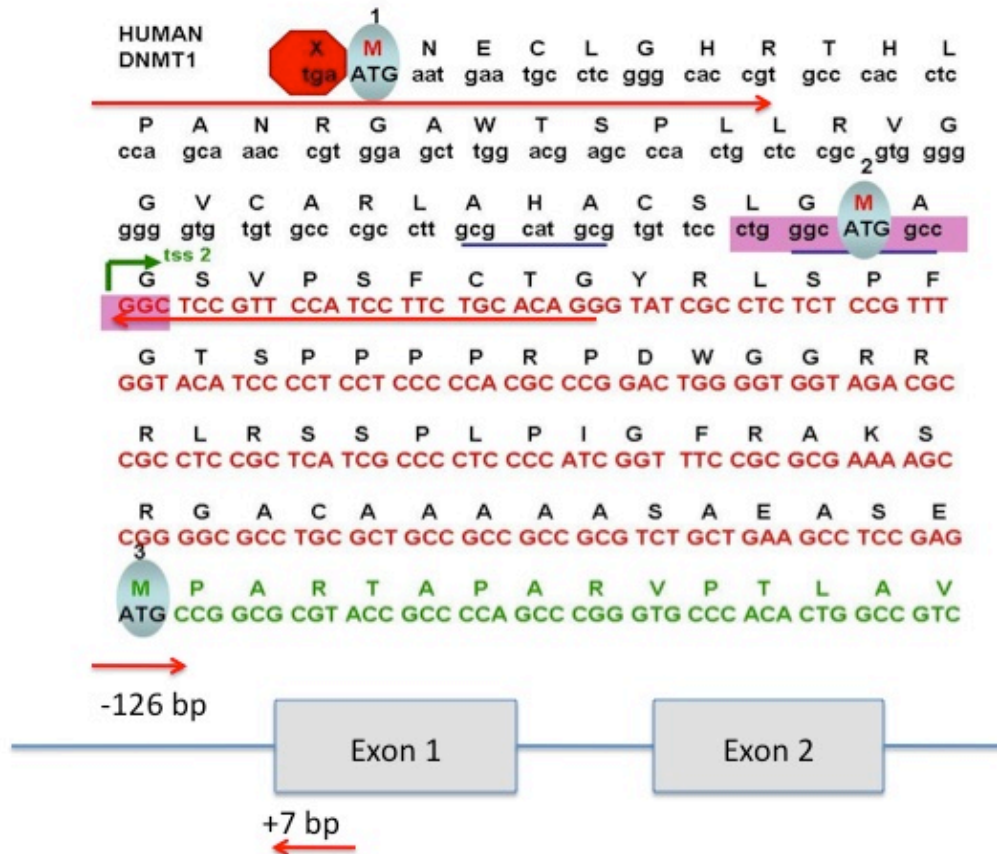 1
HUMAN X M N E C L G H R T H L
DNMT1 tga ATG aat gaa tgc ctc ggg cac cgt gcc cac ctc
P A N R G A W T S P L L R V G
cca gca aac cgt gga gct tgg acg agc cca ctg ctc cgc gtg ggg
2
G V C A R L A H A C S L G M A
ggg gtg tgt gcc cgc ctt gcg cat gcg tgt tcc ctg ggc ATG gcc
tss 2
G S V P S F C T G Y R L S P F
GGC TCC GTT CCA TCC TTC TGC ACA GGG TAT CGC CTC TCT CCG TTT
G T S P P P P R P D W G G R R
GGT ACA TCC CCT CCT CCC CCA CGC CCG GAC TGG GGT GGT AGA CGC
R L R S S P L P I G F R A K S
CGC CTC CGC TCA TCG CCC CTC CCC ATC GGT TTC CGC GCG AAA AGC
R G A C A A A A A S A E A S E
CGG GGC GCC TGC GCT GCC GCC GCC GCG TCT GCT GAA GCC TCC GAG
3
M P A R T A P A R V P T L A V
ATG CCG GCG CGT ACC GCC CCA GCC CGG GTG CCC ACA CTG GCC GTC
-126 bp
Exon 1 Exon 2
+7 bp